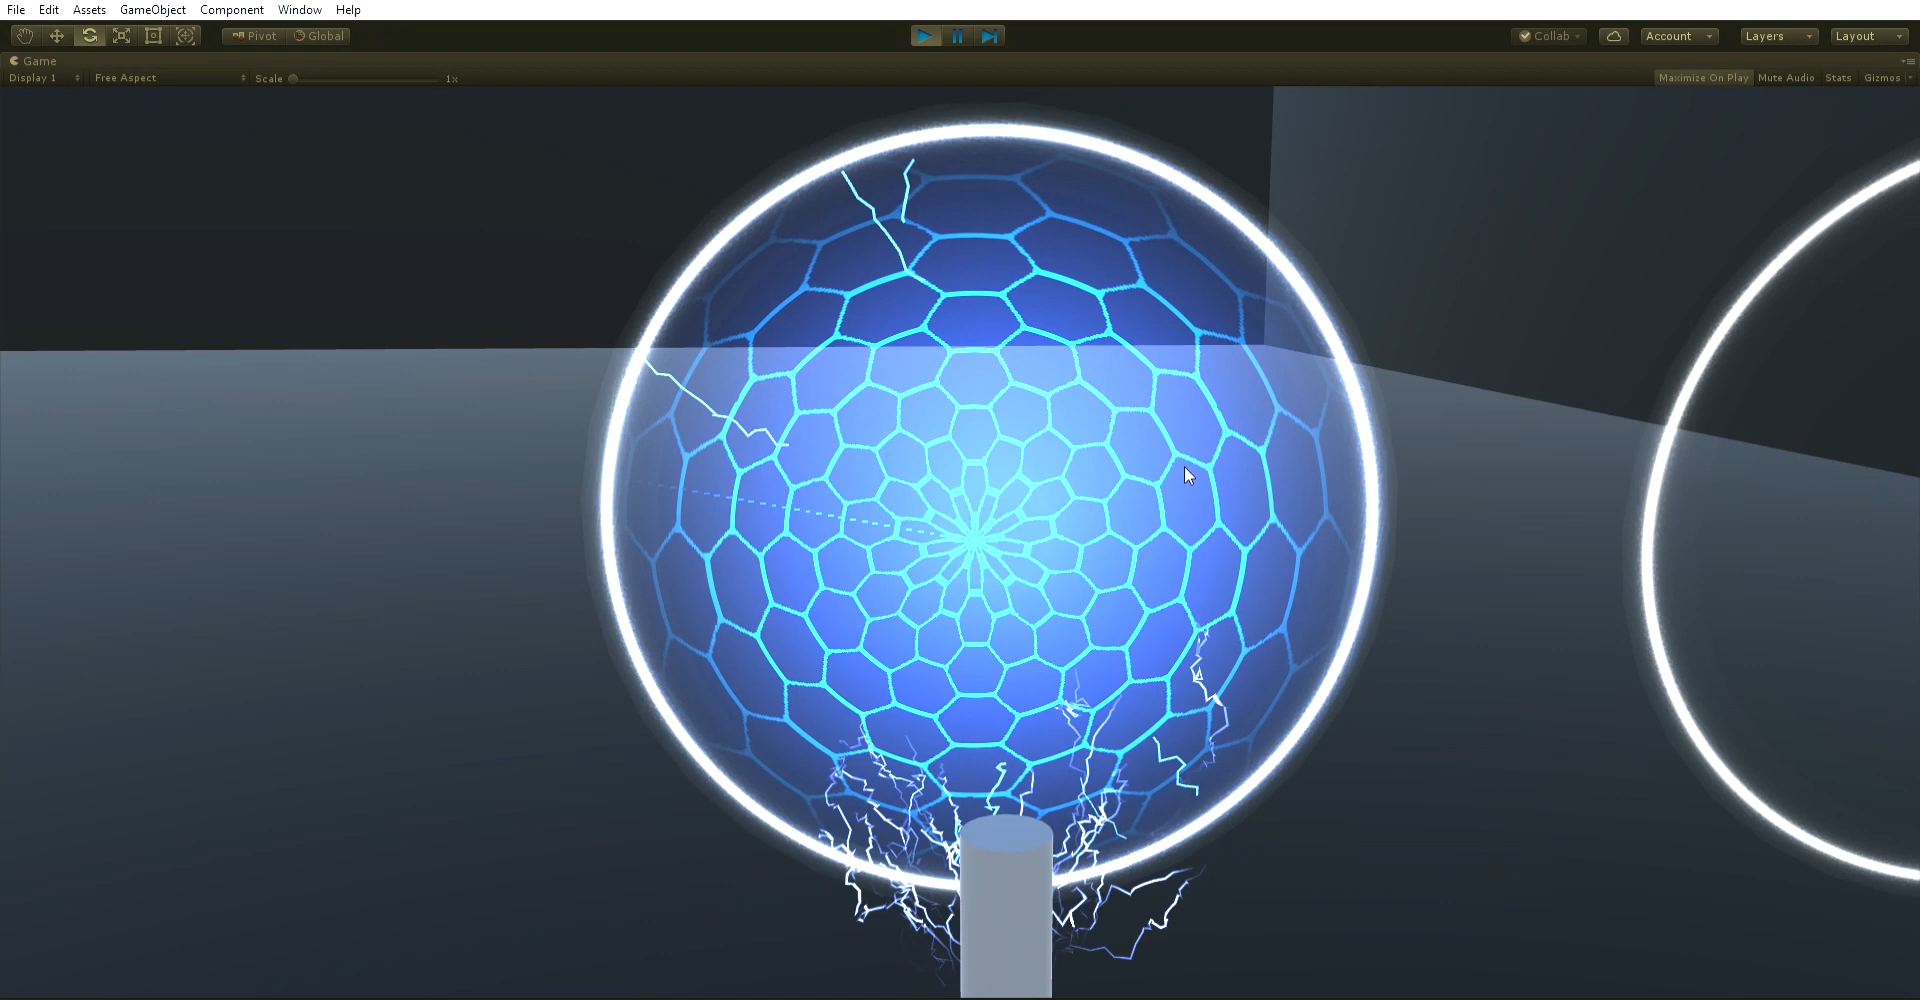 File Edit Assets GameObject Component Window Help
Pivot Global Collab Account Layers Layout
Game
Display 1 Free Aspect Scale 1x Maximize On Play Mute Audio Stats Gizmos